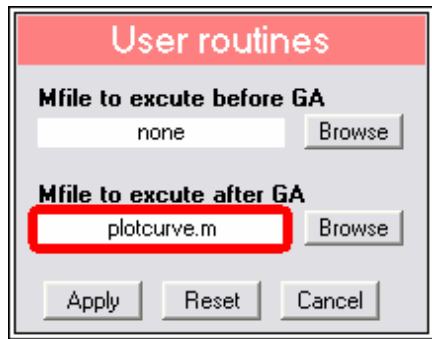 User routines
Mfile to excute before GA
none Browse
Mfile to excute after GA
plotcurve.m Browse
Apply Reset Cancel